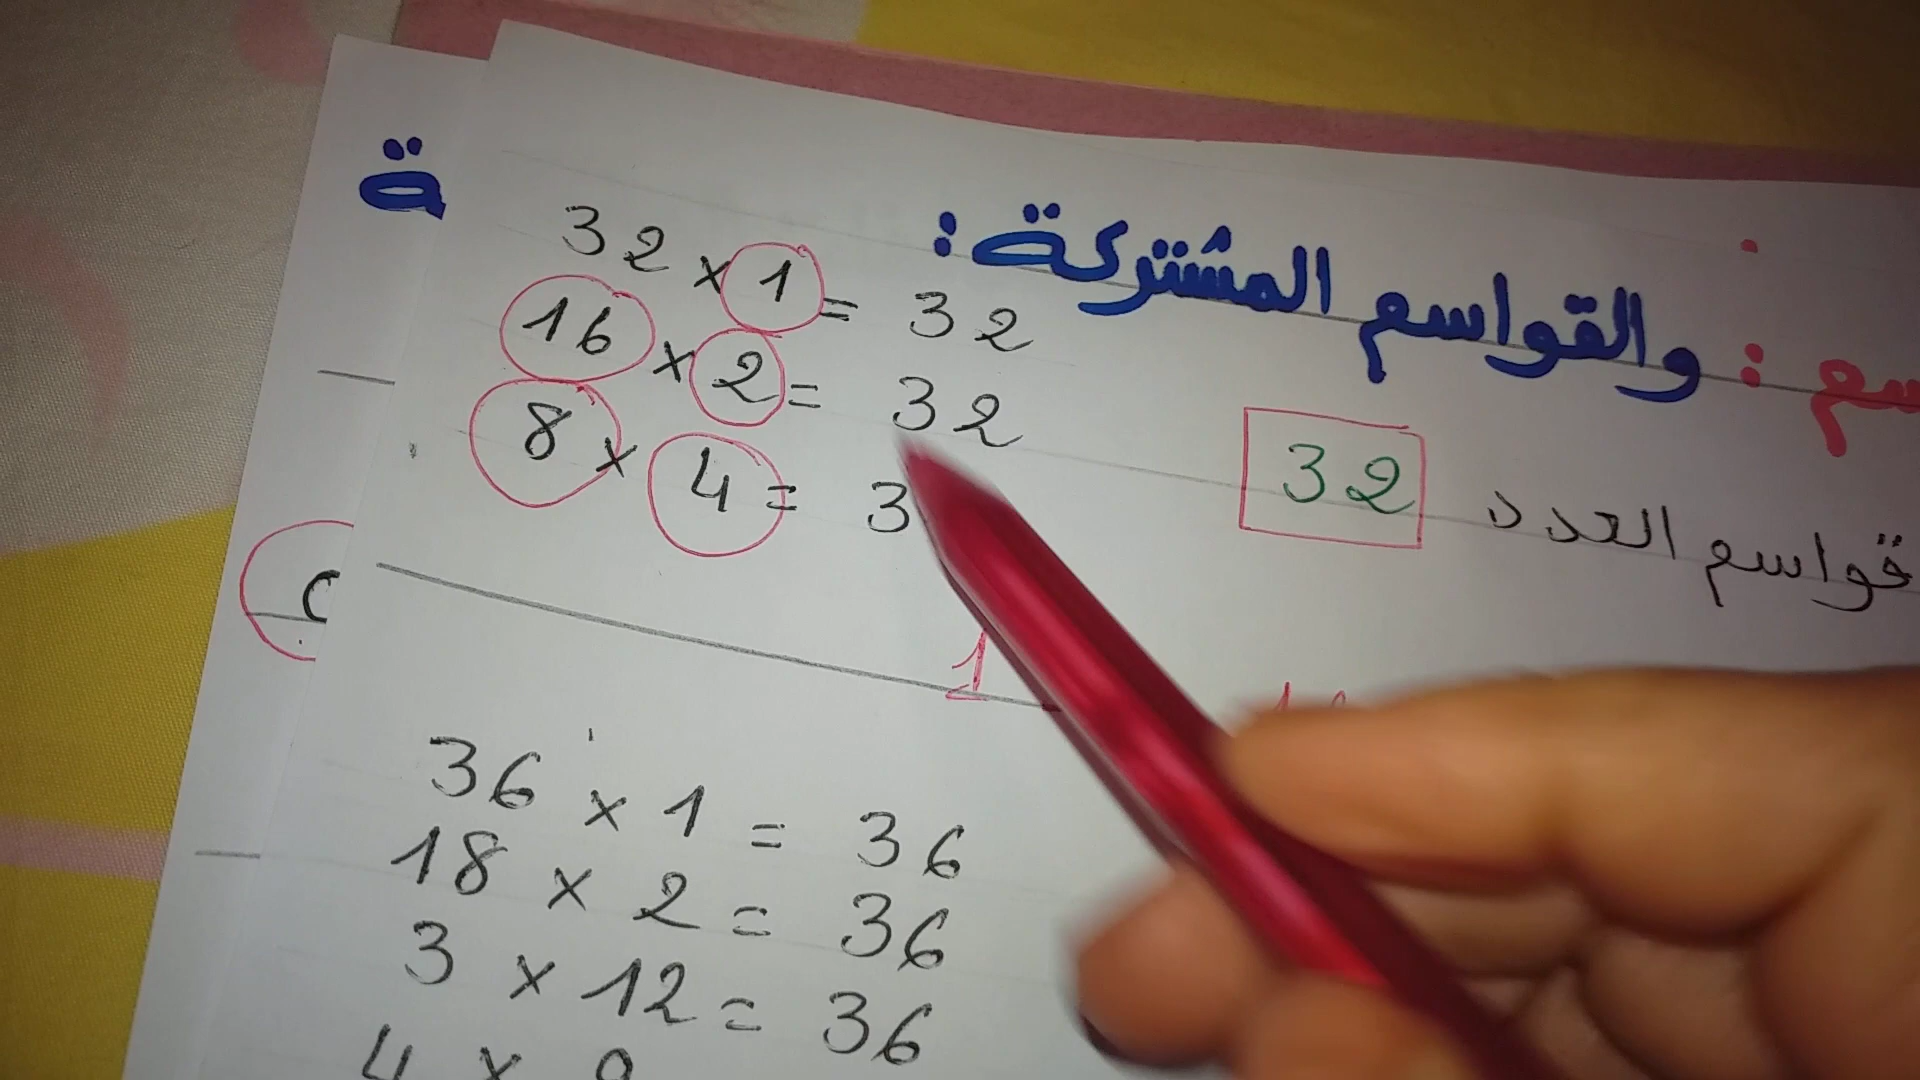 والقواسم المشتركة:
32 × 1 = 32
16 × 2 = 32
8 × 4 = 3
قواسم العدد 32
1
36 × 1 = 36
18 × 2 = 36
3 × 12 = 36
4 ×